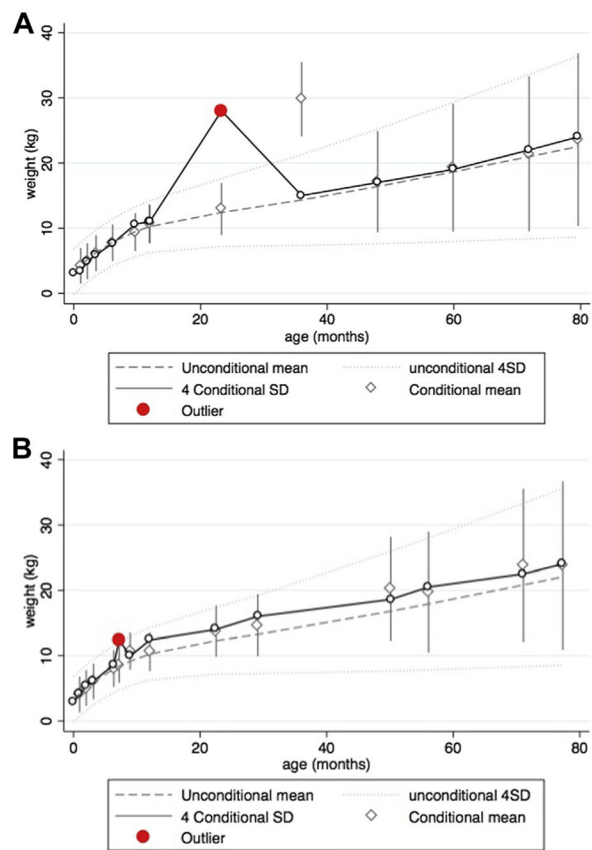 A
40
30
20
10
0
weight (kg)
0 20 40 60 80
age (months)
Unconditional mean unconditional 4SD
4 Conditional SD Conditional mean
Outlier
B
40
30
20
10
0
weight (kg)
0 20 40 60 80
age (months)
Unconditional mean unconditional 4SD
4 Conditional SD Conditional mean
Outlier